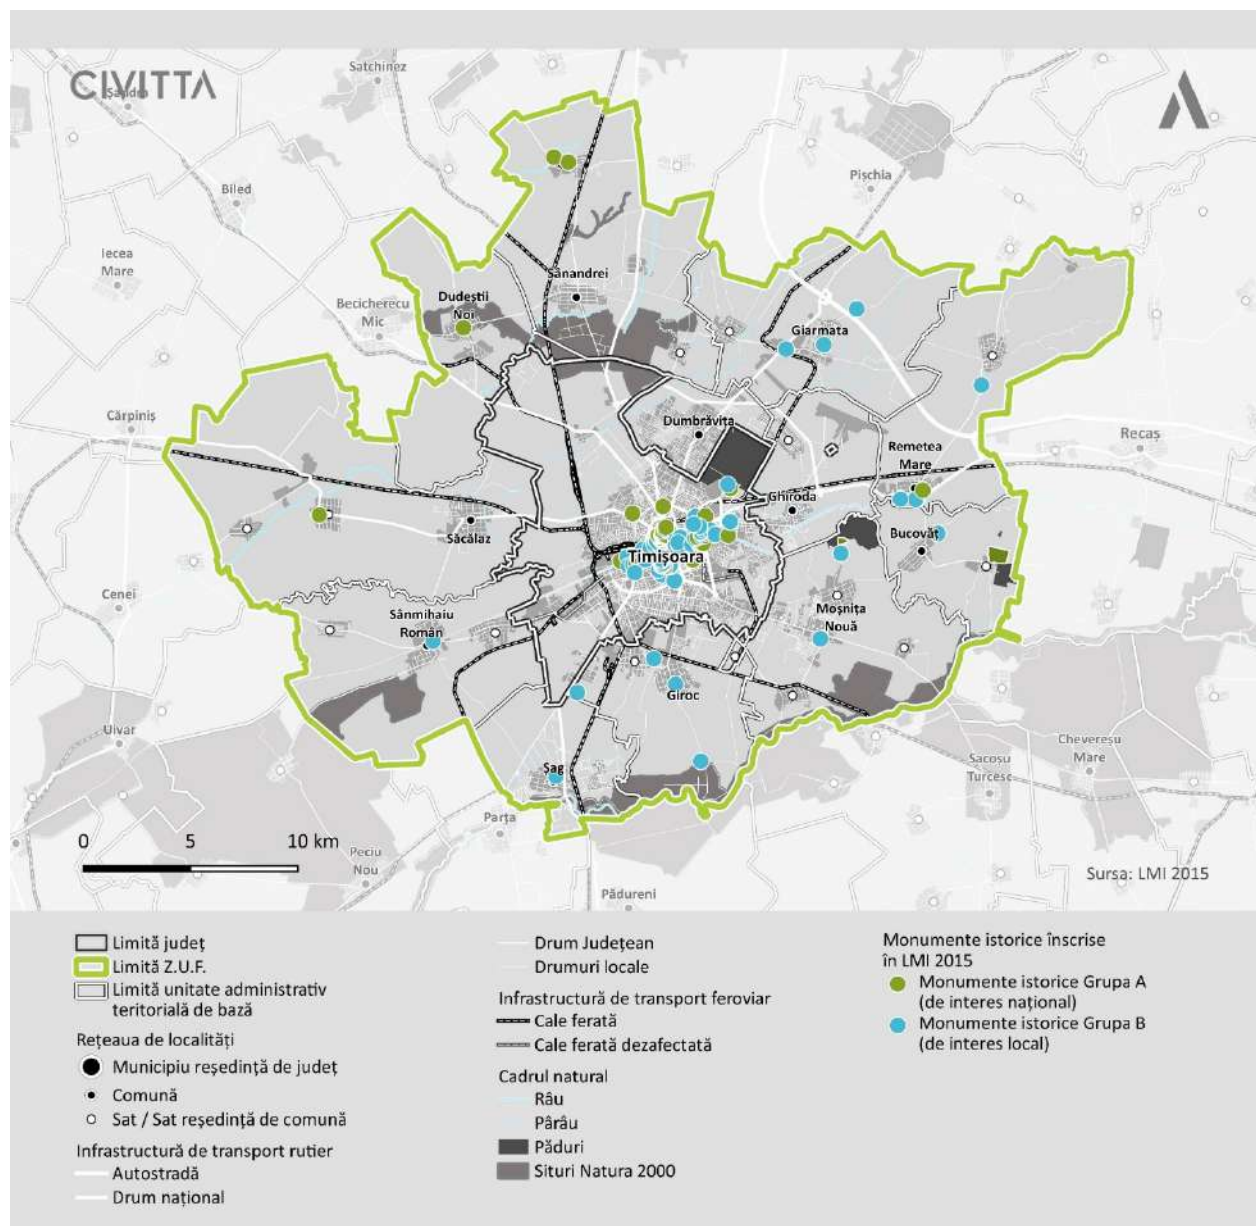 CIVITTA
Satchinez
Șandra
Pișchia
Biled
Iecea
Mare
Sânandrei
Dudeștii
Noi
Becicherecu
Mic
Giarmata
Cărpiniș
Dumbrăvița
Recaș
Remetea
Mare
Ghiroda
Săcălaz
Bucovăț
Timișoara
Cenei
Sânmihaiu
Român
Moșnița
Nouă
Giroc
Uivar
Cheveresu
Mare
Șag
Sacoșu
Turcesc
Parța
0 5 10 km
Peciu
Nou
Sursa: LMI 2015
Pădureni
Limită județ
Limită Z.U.F.
Limită unitate administrativ
teritorială de bază
Rețeaua de localități
Municipiu reședință de județ
Comună
Sat / Sat reședință de comună
Infrastructură de transport rutier
Autostradă
Drum național
Drum Județean
Drumuri locale
Infrastructură de transport feroviar
Cale ferată
Cale ferată dezafectată
Cadrul natural
Râu
Pârâu
Păduri
Situri Natura 2000
Monumente istorice înscrise
în LMI 2015
Monumente istorice Grupa A
(de interes național)
Monumente istorice Grupa B
(de interes local)